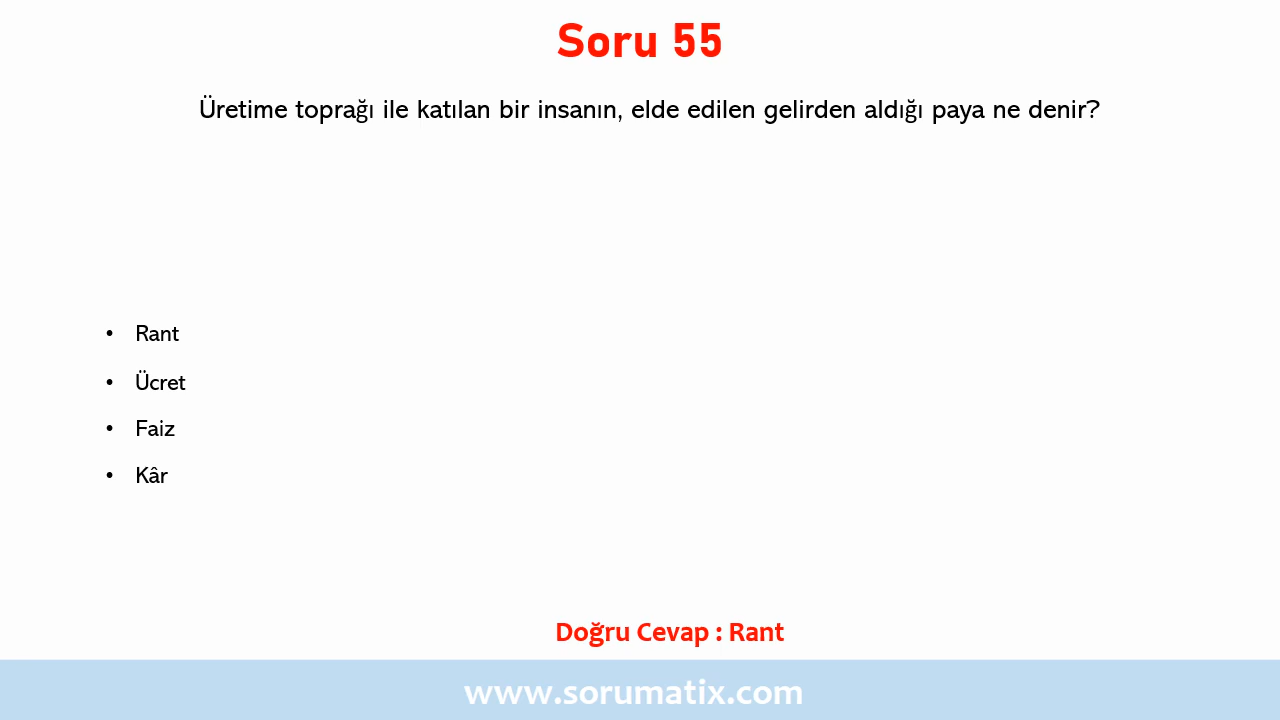 Soru 55
Üretime toprağı ile katılan bir insanın, elde edilen gelirden aldığı paya ne denir?
• Rant
• Ücret
• Faiz
• Kâr
Doğru Cevap : Rant
www.sorumatix.com